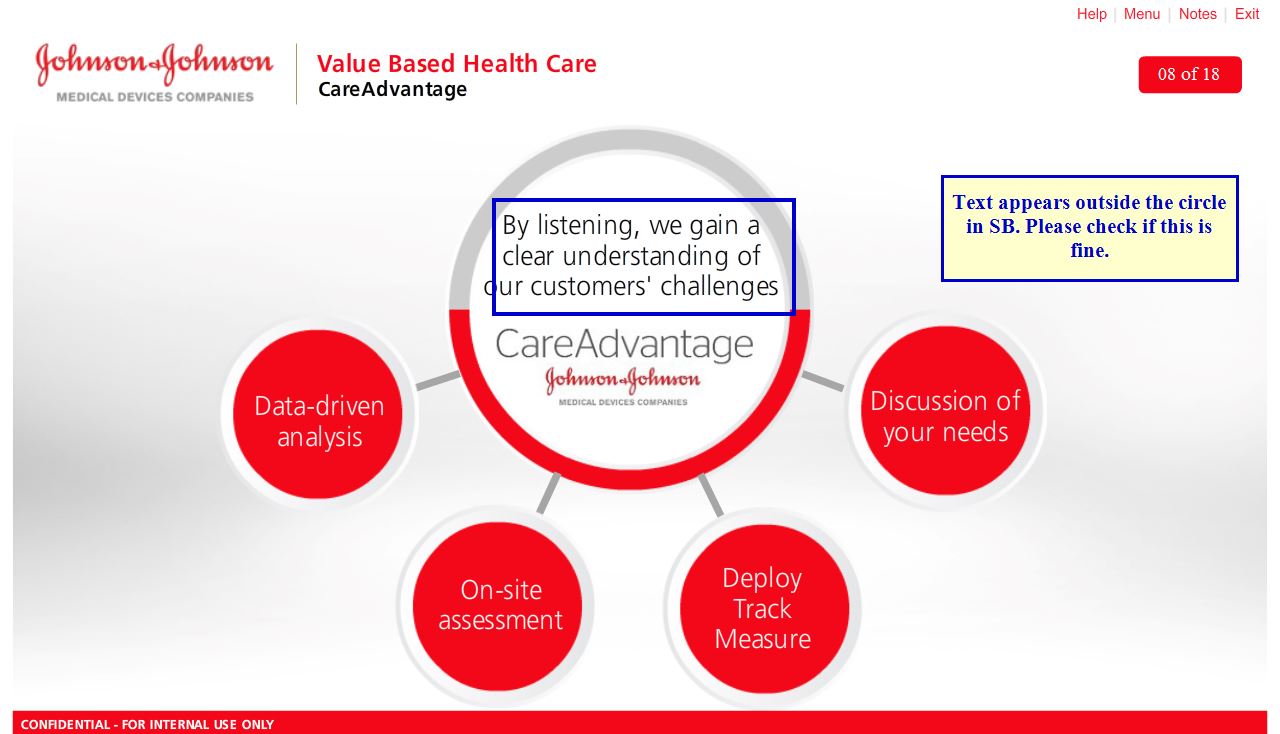 Help | Menu | Notes | Exit
Johnson & Johnson
MEDICAL DEVICES COMPANIES
Value Based Health Care
CareAdvantage
08 of 18
By listening, we gain a
clear understanding of
our customers' challenges
Text appears outside the circle
in SB. Please check if this is
fine.
CareAdvantage
Johnson & Johnson
MEDICAL DEVICES COMPANIES
Data-driven
analysis
On-site
assessment
Deploy
Track
Measure
Discussion of
your needs
CONFIDENTIAL - FOR INTERNAL USE ONLY